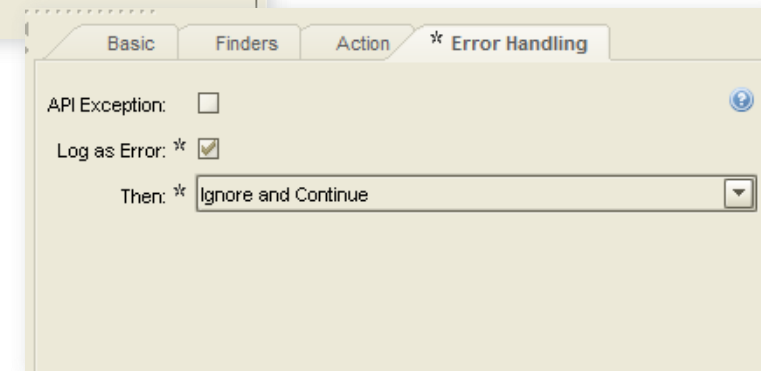 Basic Finders Action * Error Handling
API Exception:
Log as Error: *
Then: * Ignore and Continue